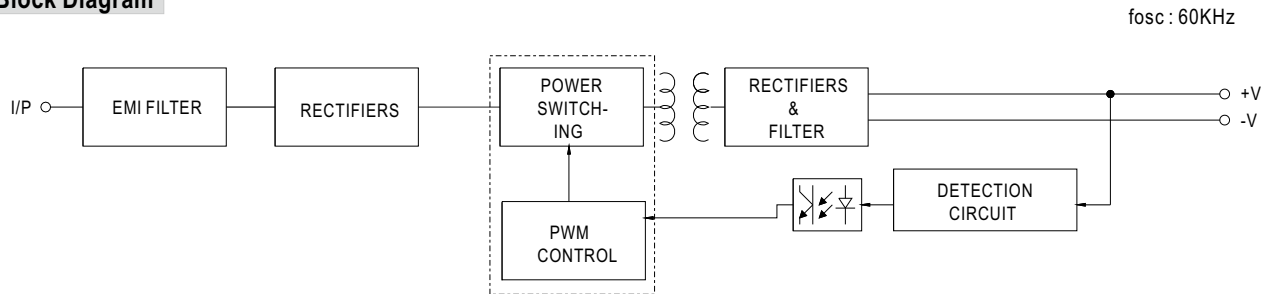 Block Diagram
fosc : 60KHz
I/P
EMI FILTER
RECTIFIERS
POWER
SWITCH-
ING
RECTIFIERS
&
FILTER
+V
-V
DETECTION
CIRCUIT
PWM
CONTROL